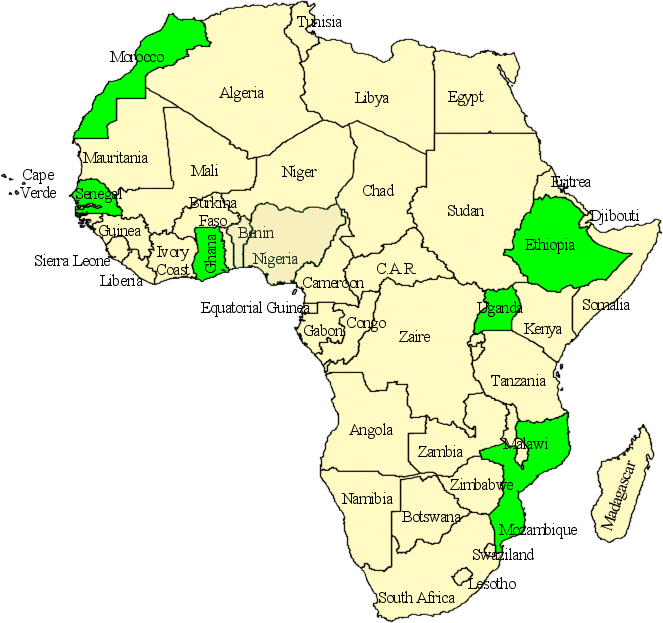 Tunisia
Morocco
Algeria
Libya
Egypt
Mauritania
Mali
Niger
Cape
Verde
Senegal
Chad
Eritrea
Burkina
Faso
Sudan
Djibouti
Guinea
Benin
Ghana
Ethiopia
Ivory
Coast
Sierra Leone
Nigeria
C.A.R.
Liberia
Cameroon
Equatorial Guinea
Uganda
Somalia
Gabon
Congo
Kenya
Zaire
Tanzania
Angola
Malawi
Zambia
Zimbabwe
Madagascar
Namibia
Botswana
Mozambique
Swaziland
Lesotho
South Africa